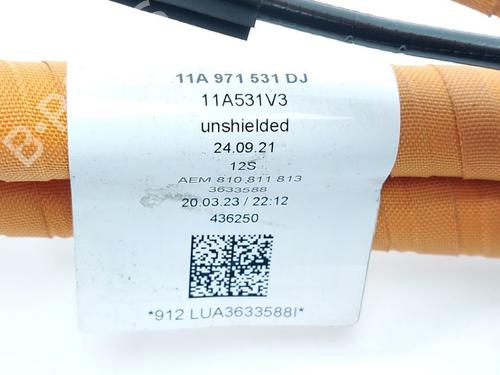 11A 971 531 DJ
11A531V3
unshielded
24.09.21
12S
AEM 810,811 813
3633588
20.03.23 / 22:12
436250
*912 LUA3633588I*